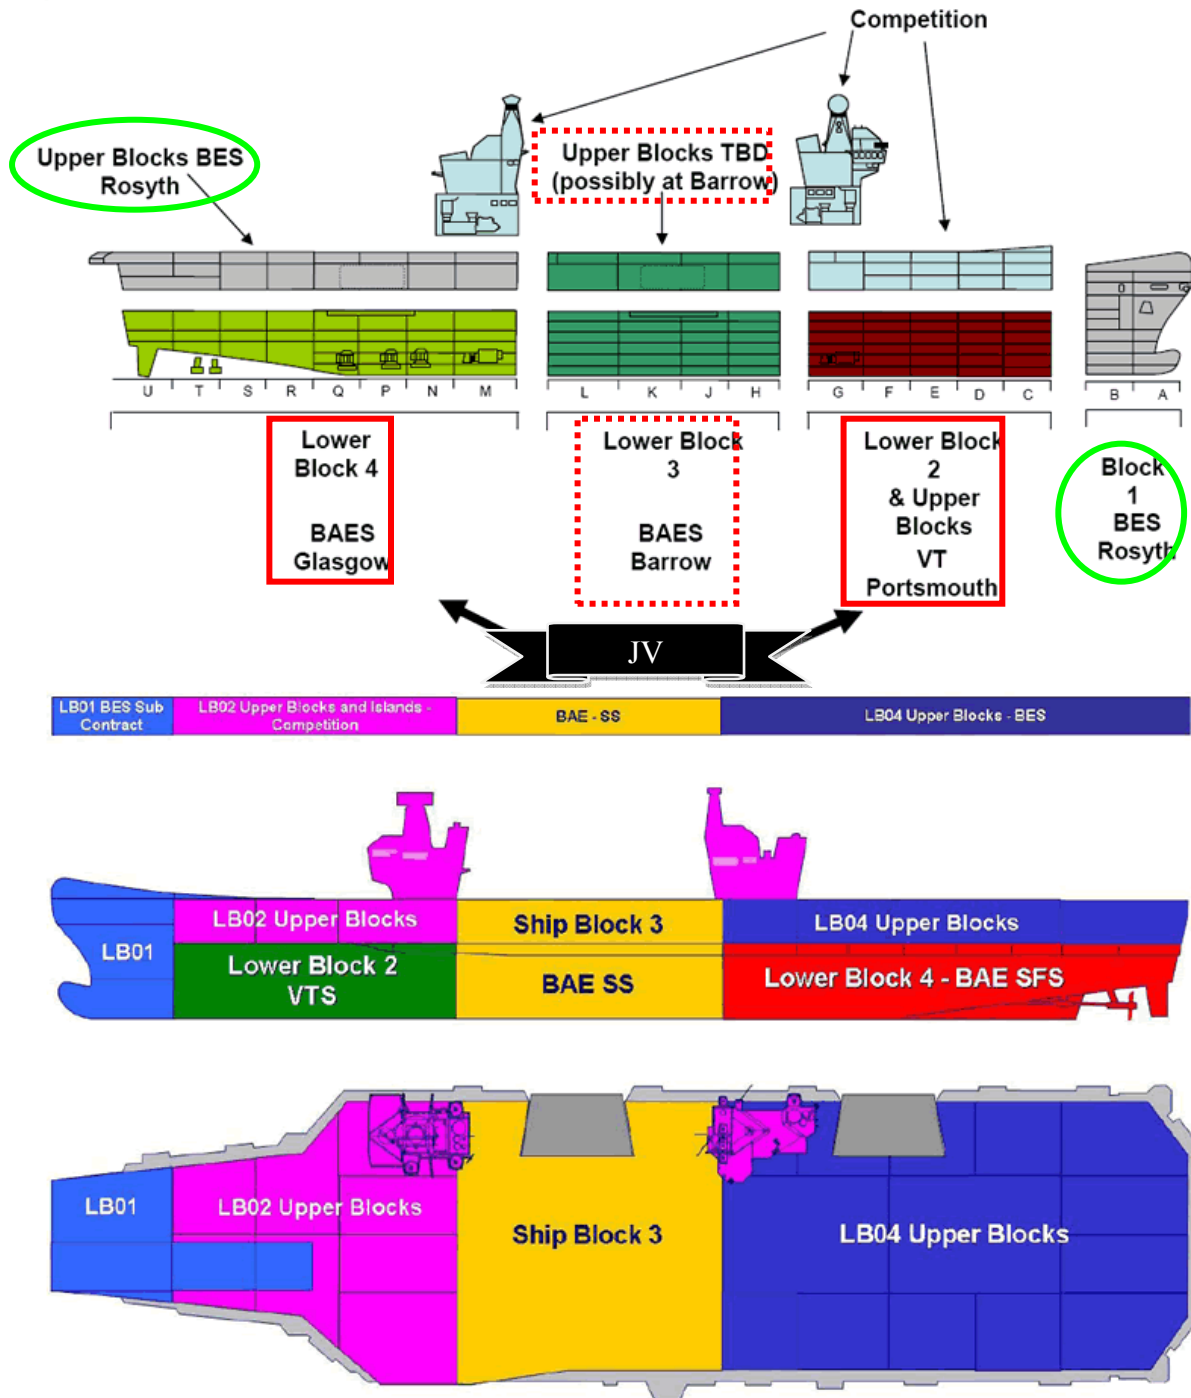 Competition
Upper Blocks BES
Rosyth
Upper Blocks TBD
(possibly at Barrow)
U T S R Q P N M L K J H G F E D C B A
Lower
Block 4
BAES
Glasgow
Lower Block
3
BAES
Barrow
Lower Block
2
& Upper
Blocks
VT
Portsmouth
Block
1
BES
Rosyth
JV
LB01 BES Sub
Contract
LB02 Upper Blocks and Islands -
Competition
BAE - SS
LB04 Upper Blocks - BES
LB02 Upper Blocks
Ship Block 3
LB04 Upper Blocks
LB01
Lower Block 2
VTS
BAE SS
Lower Block 4 - BAE SFS
LB01
LB02 Upper Blocks
Ship Block 3
LB04 Upper Blocks